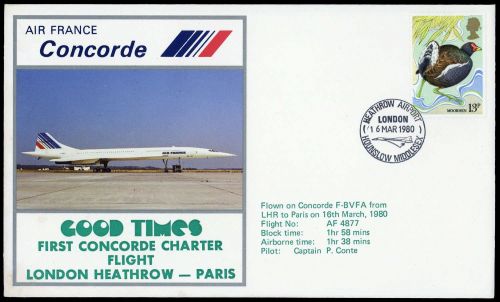 AIR FRANCE
Concorde
AIR FRANCE
GOOD TIMES
FIRST CONCORDE CHARTER
FLIGHT
LONDON HEATHROW — PARIS
MOORHEN 13p
HEATHROW AIRPORT
LONDON
16 MAR 1980
HOUNSLOW MIDDLESEX
Flown on Concorde F-BVFA from
LHR to Paris on 16th March, 1980
Flight No: AF 4877
Block time: 1hr 58 mins
Airborne time: 1hr 38 mins
Pilot: Captain P. Conte